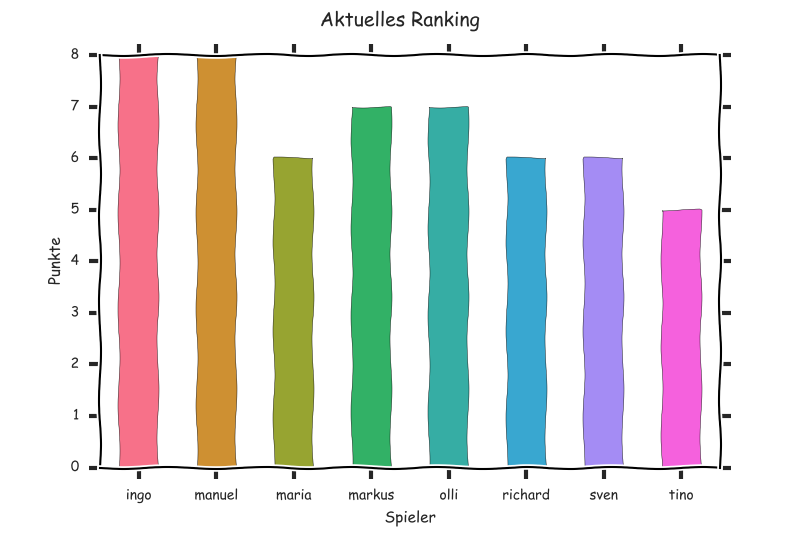 Aktuelles Ranking
8
7
6
5
4
3
2
1
0
Punkte
ingo manuel maria markus olli richard sven tino
Spieler